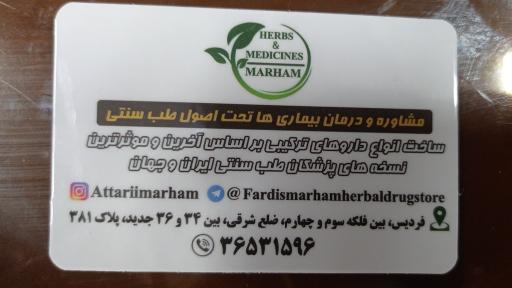 HERBS
&
MEDICINES
MARHAM
مشاوره و درمان بیماری ها تحت اصول طب سنتی
ساخت انواع داروهای ترکیبی بر اساس آخرین و موثرترین
نسخه های پزشکان طب سنتی ایران و جهان
Attariimarham @Fardismarhamherbaldrugstore
فردیس، بین فلکه سوم و چهارم، ضلع شرقی، بین ۳۴ و ۳۶ جدید، پلاک ۳۸۱
۳۶۵۳۱۵۹۶